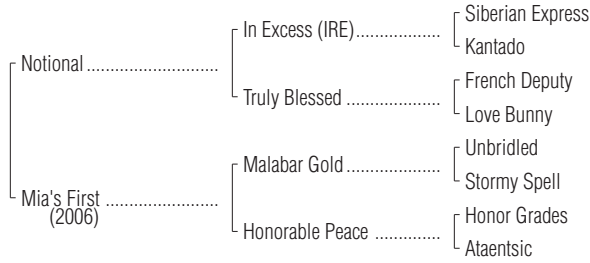 Siberian Express
In Excess (IRE)..................
Kantado
Notional ............................
French Deputy
Truly Blessed ....................
Love Bunny
Unbridled
Malabar Gold ....................
Stormy Spell
Mia's First ........................
(2006)
Honor Grades
Honorable Peace ..............
Ataentsic